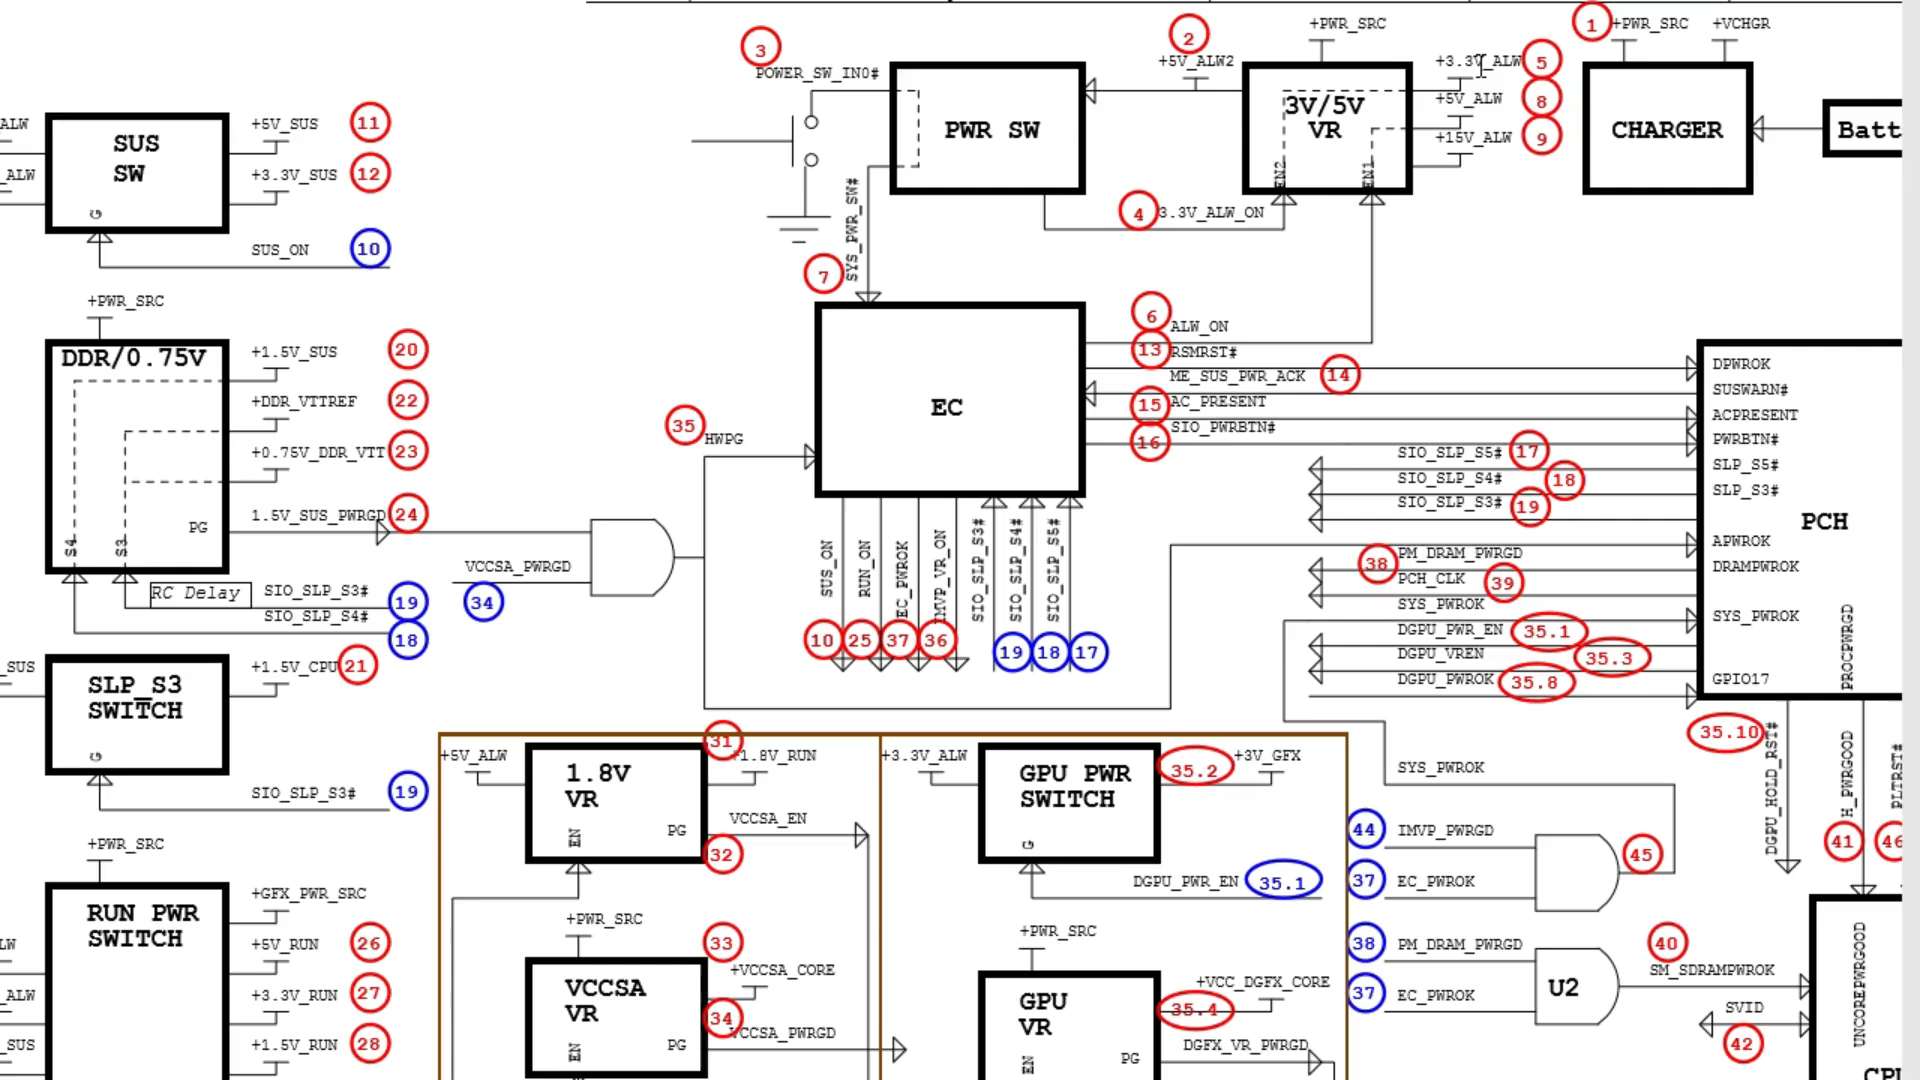 1
+PWR_SRC
+VCHGR
CHARGER
Batt
+PWR_SRC
2
+5V_ALW2
3V/5V
VR
EN2
EN1
+3.3V_ALW
5
+5V_ALW
8
+15V_ALW
9
3
POWER_SW_IN0#
PWR SW
4
3.3V_ALW_ON
SYS_PWR_SW#
7
ALW
_ALW
SUS
SW
G
+5V_SUS
11
+3.3V_SUS
12
SUS_ON
10
+PWR_SRC
DDR/0.75V
S4
S3
PG
+1.5V_SUS
20
+DDR_VTTREF
22
+0.75V_DDR_VTT
23
1.5V_SUS_PWRGD
24
RC Delay
SIO_SLP_S3#
19
SIO_SLP_S4#
18
VCCSA_PWRGD
34
35
HWPG
EC
6
ALW_ON
13
RSMRST#
ME_SUS_PWR_ACK
14
15
AC_PRESENT
16
SIO_PWRBTN#
SUS_ON
RUN_ON
EC_PWROK
IMVP_VR_ON
SIO_SLP_S3#
SIO_SLP_S4#
SIO_SLP_S5#
10
25
37
36
19
18
17
SIO_SLP_S5#
17
SIO_SLP_S4#
18
SIO_SLP_S3#
19
38
PM_DRAM_PWRGD
PCH_CLK
39
SYS_PWROK
DGPU_PWR_EN
35.1
DGPU_VREN
35.3
DGPU_PWROK
35.8
PCH
DPWROK
SUSWARN#
ACPRESENT
PWRBTN#
SLP_S5#
SLP_S3#
APWROK
DRAMPWROK
SYS_PWROK
GPIO17
PROCPWRGD
35.10
DGPU_HOLD_RST#
H_PWRGOOD
41
PLTRST#
46
_SUS
SLP_S3
SWITCH
G
+1.5V_CPU
21
SIO_SLP_S3#
19
+PWR_SRC
RUN PWR
SWITCH
LW
_ALW
_SUS
+GFX_PWR_SRC
+5V_RUN
26
+3.3V_RUN
27
+1.5V_RUN
28
+5V_ALW
1.8V
VR
EN
PG
31
+1.8V_RUN
VCCSA_EN
32
+PWR_SRC
VCCSA
VR
EN
PG
33
+VCCSA_CORE
34
VCCSA_PWRGD
+3.3V_ALW
GPU PWR
SWITCH
G
35.2
+3V_GFX
DGPU_PWR_EN
35.1
+PWR_SRC
GPU
VR
EN
PG
+VCC_DGFX_CORE
35.4
DGFX_VR_PWRGD
SYS_PWROK
44
IMVP_PWRGD
37
EC_PWROK
45
38
PM_DRAM_PWRGD
37
EC_PWROK
U2
40
SM_SDRAMPWROK
SVID
42
UNCOREPWRGOOD
CPU